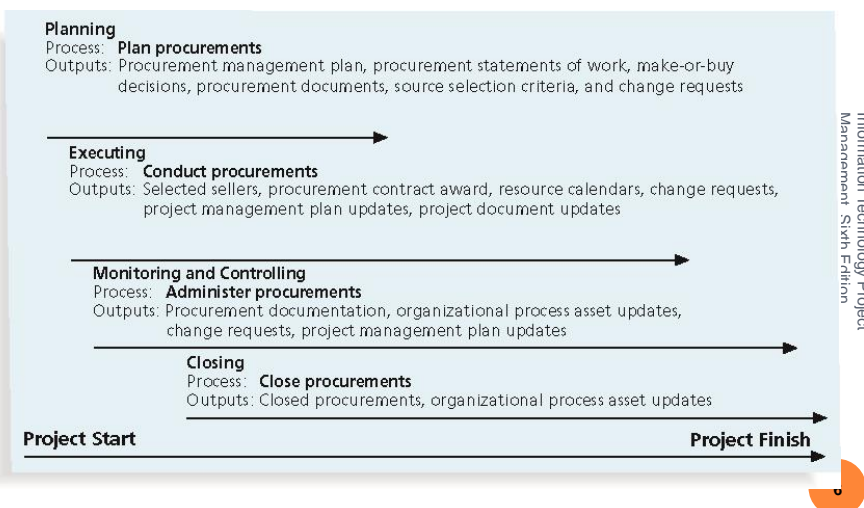 Planning
Process: Plan procurements
Outputs: Procurement management plan, procurement statements of work, make-or-buy
decisions, procurement documents, source selection criteria, and change requests
Executing
Process: Conduct procurements
Outputs: Selected sellers, procurement contract award, resource calendars, change requests,
project management plan updates, project document updates
Monitoring and Controlling
Process: Administer procurements
Outputs: Procurement documentation, organizational process asset updates,
change requests, project management plan updates
Closing
Process: Close procurements
Outputs: Closed procurements, organizational process asset updates
Project Start
Project Finish
Information Technology Project
Management, Sixth Edition
6